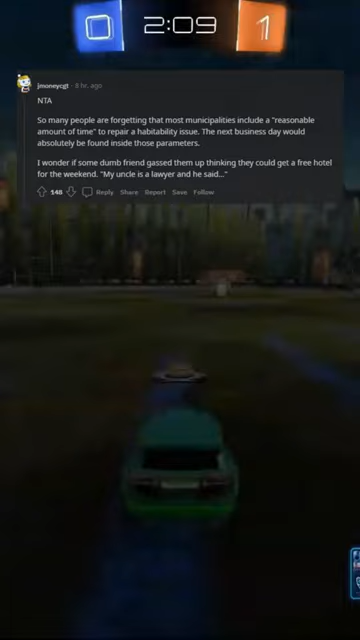 0 2:09 1
jmoneycgt · 8 hr. ago
NTA
So many people are forgetting that most municipalities include a "reasonable
amount of time" to repair a habitability issue. The next business day would
absolutely be found inside those parameters.
I wonder if some dumb friend gassed them up thinking they could get a free hotel
for the weekend. "My uncle is a lawyer and he said..."
148 Reply Share Report Save Follow